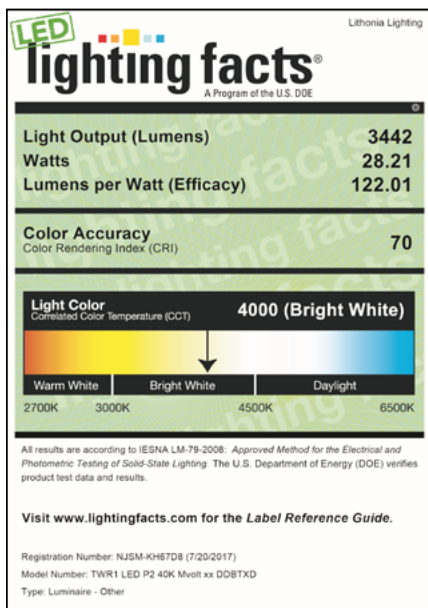 Lithonia Lighting
LED
lighting facts®
A Program of the U.S. DOE
Light Output (Lumens) 3442
Watts 28.21
Lumens per Watt (Efficacy) 122.01
Color Accuracy 70
Color Rendering Index (CRI)
Light Color 4000 (Bright White)
Correlated Color Temperature (CCT)
Warm White Bright White Daylight
2700K 3000K 4500K 6500K
All results are according to IESNA LM-79-2008: Approved Method for the Electrical and
Photometric Testing of Solid-State Lighting. The U.S. Department of Energy (DOE) verifies
product test data and results.
Visit www.lightingfacts.com for the Label Reference Guide.
Registration Number: NJSM-KH67D8 (7/20/2017)
Model Number: TWR1 LED P2 40K Mvolt xx DDBTXD
Type: Luminaire - Other